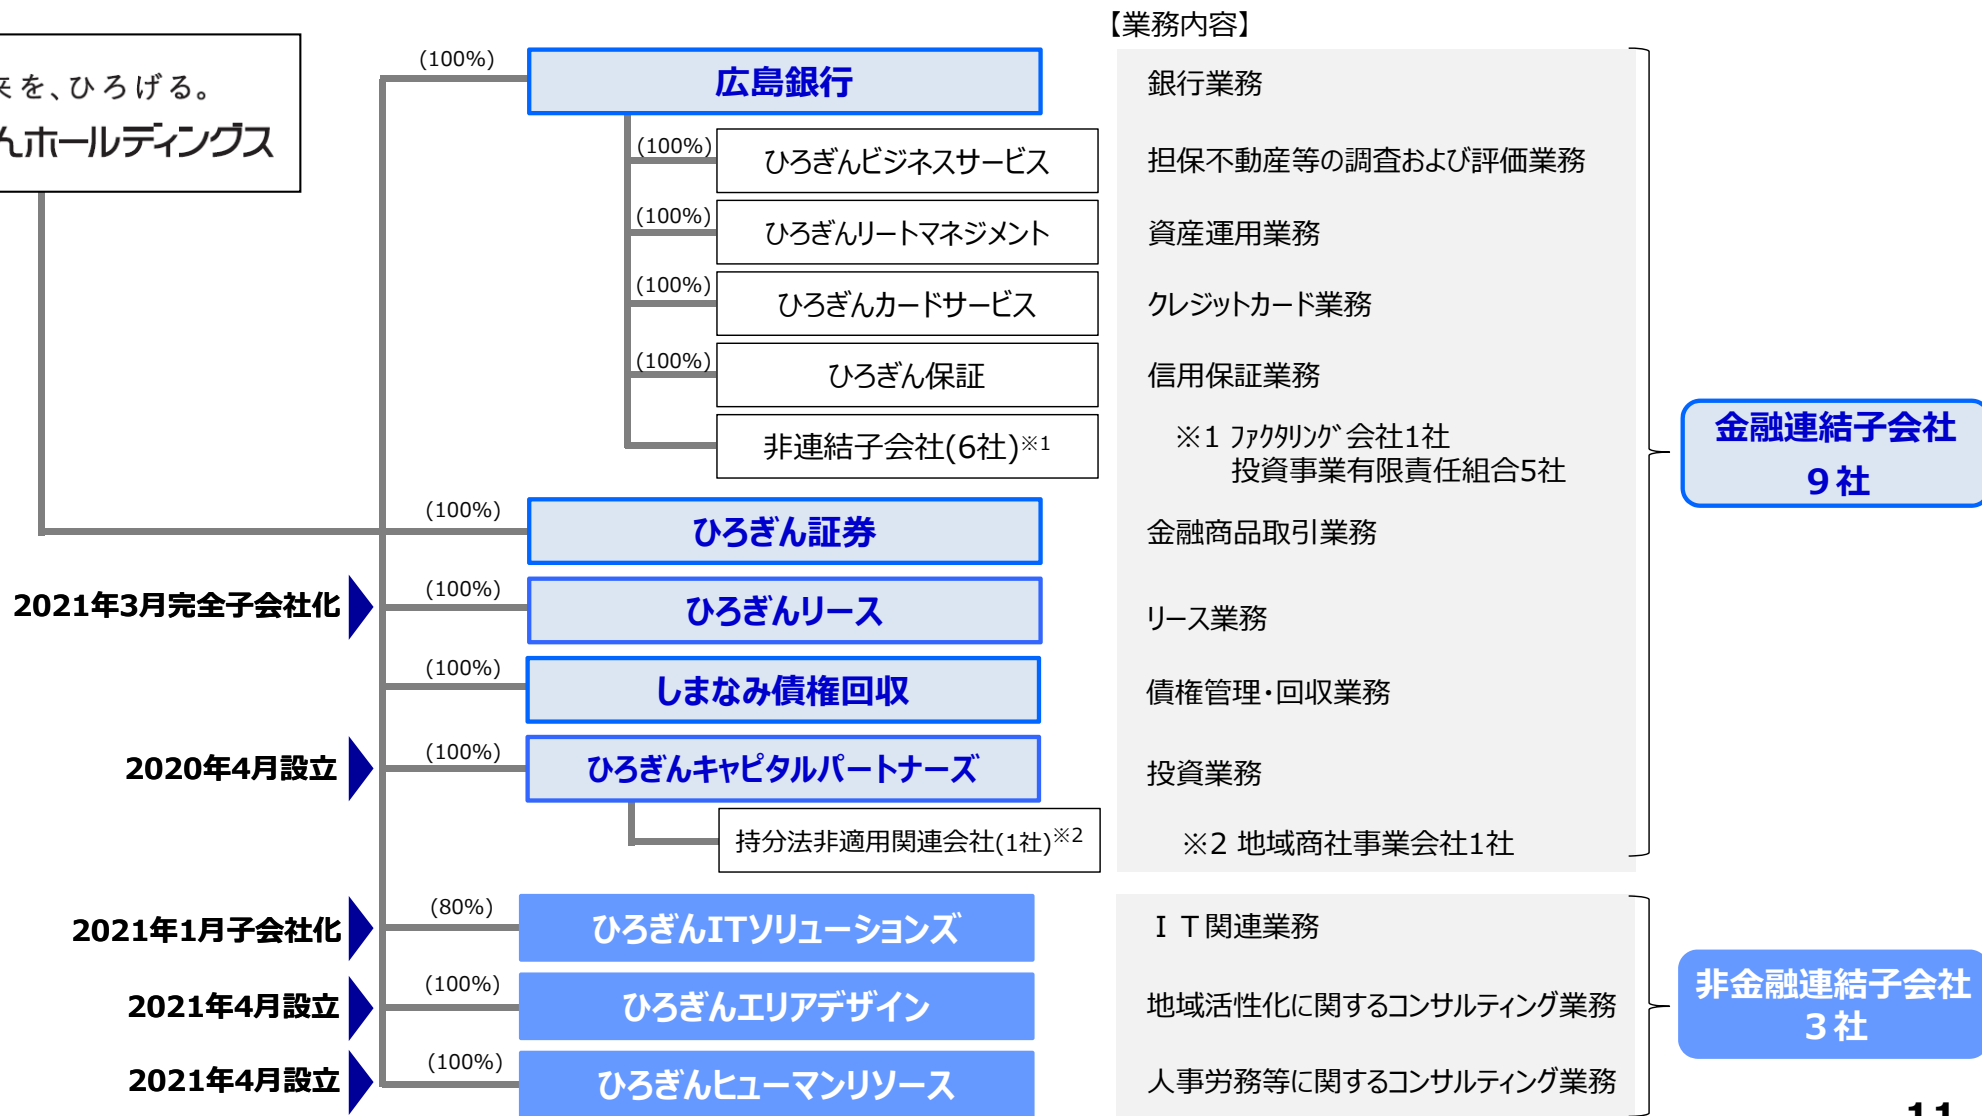 【業務内容】
来を、ひろげる。
んホールディングス
(100%)
広島銀行
銀行業務
(100%)
ひろぎんビジネスサービス
担保不動産等の調査および評価業務
(100%)
ひろぎんリートマネジメント
資産運用業務
(100%)
ひろぎんカードサービス
クレジットカード業務
(100%)
ひろぎん保証
信用保証業務
非連結子会社(6社)※1
※1 ファクタリング会社1社
投資事業有限責任組合5社
金融連結子会社
９社
(100%)
ひろぎん証券
金融商品取引業務
2021年3月完全子会社化
(100%)
ひろぎんリース
リース業務
(100%)
しまなみ債権回収
債権管理・回収業務
2020年4月設立
(100%)
ひろぎんキャピタルパートナーズ
投資業務
持分法非適用関連会社(1社)※2
※2 地域商社事業会社1社
2021年1月子会社化
(80%)
ひろぎんITソリューションズ
ＩＴ関連業務
2021年4月設立
(100%)
ひろぎんエリアデザイン
地域活性化に関するコンサルティング業務
非金融連結子会社
３社
2021年4月設立
(100%)
ひろぎんヒューマンリソース
人事労務等に関するコンサルティング業務
11